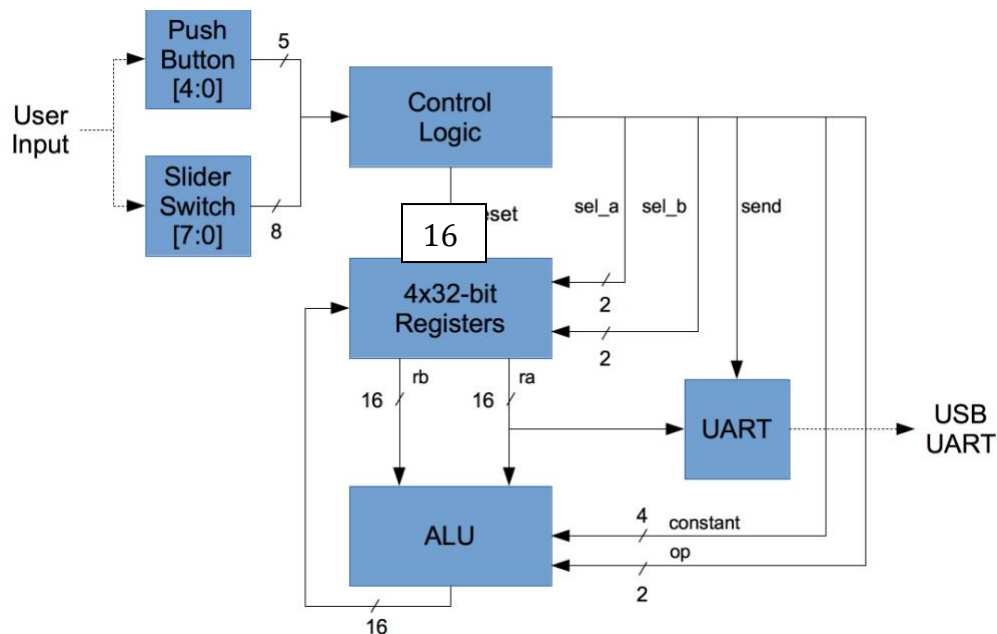 Push
Button
[4:0]
5
User
Input
Slider
Switch
[7:0]
8
Control
Logic
eset
16
sel_a
sel_b
send
4x32-bit
Registers
2
2
rb
ra
16
16
UART
USB
UART
ALU
4
constant
op
2
16